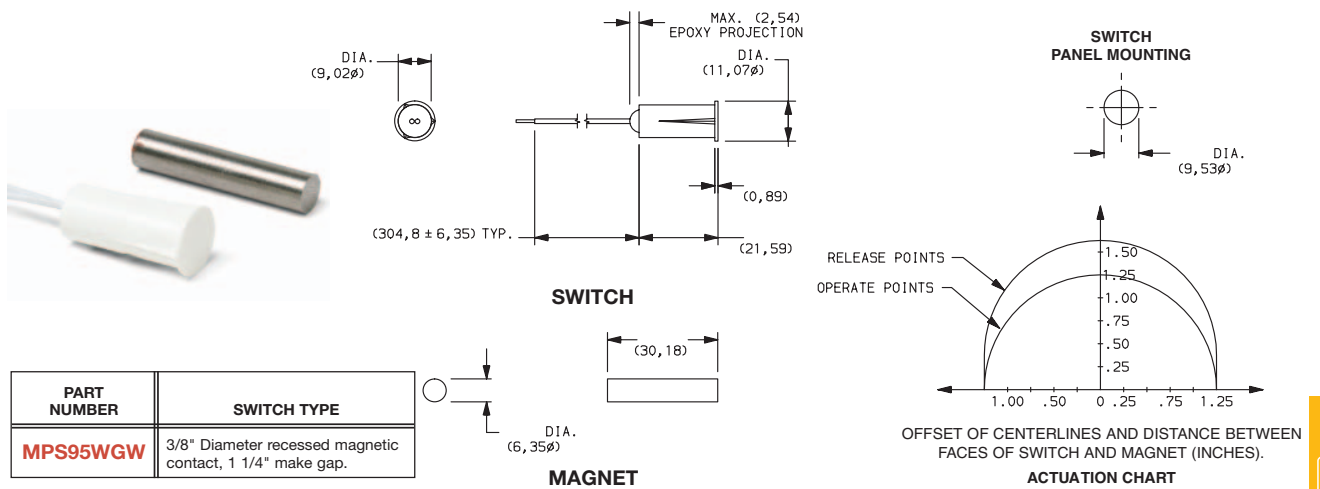 MAX. (2,54)
EPOXY PROJECTION
DIA.
(9,02ø)
DIA.
(11,07ø)
(0,89)
(304,8 ± 6,35) TYP.
(21,59)
SWITCH
(30,18)
DIA.
(6,35ø)
MAGNET
PART
NUMBER
SWITCH TYPE
MPS95WGW
3/8" Diameter recessed magnetic
contact, 1 1/4" make gap.
SWITCH
PANEL MOUNTING
DIA.
(9,53ø)
RELEASE POINTS
OPERATE POINTS
1.50
1.25
1.00
.75
.50
.25
1.00 .50 0 .25 .75 1.25
OFFSET OF CENTERLINES AND DISTANCE BETWEEN
FACES OF SWITCH AND MAGNET (INCHES).
ACTUATION CHART